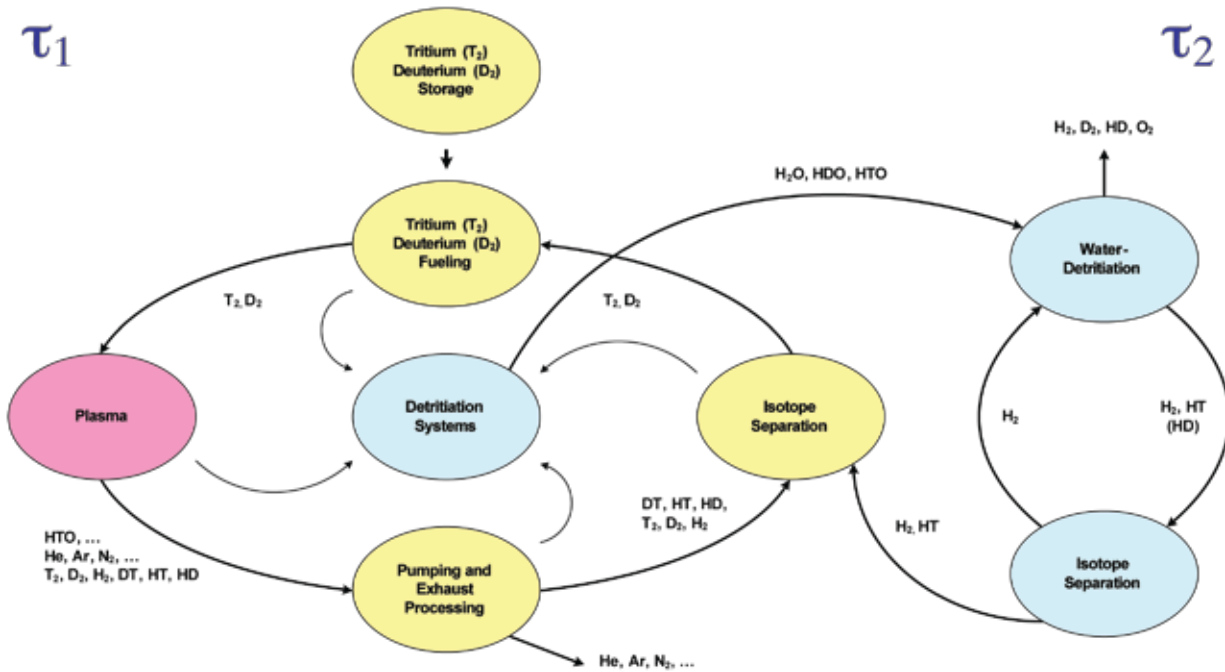 τ₁
τ₂
Tritium (T₂)
Deuterium (D₂)
Storage
H₂, D₂, HD, O₂
H₂O, HDO, HTO
Tritium (T₂)
Deuterium (D₂)
Fueling
Water-
Detritiation
T₂, D₂
T₂, D₂
Plasma
Detritiation
Systems
Isotope
Separation
H₂
H₂, HT
(HD)
DT, HT, HD,
T₂, D₂, H₂
H₂, HT
HTO, ...
He, Ar, N₂, ...
T₂, D₂, H₂, DT, HT, HD
Pumping and
Exhaust
Processing
Isotope
Separation
He, Ar, N₂, ...